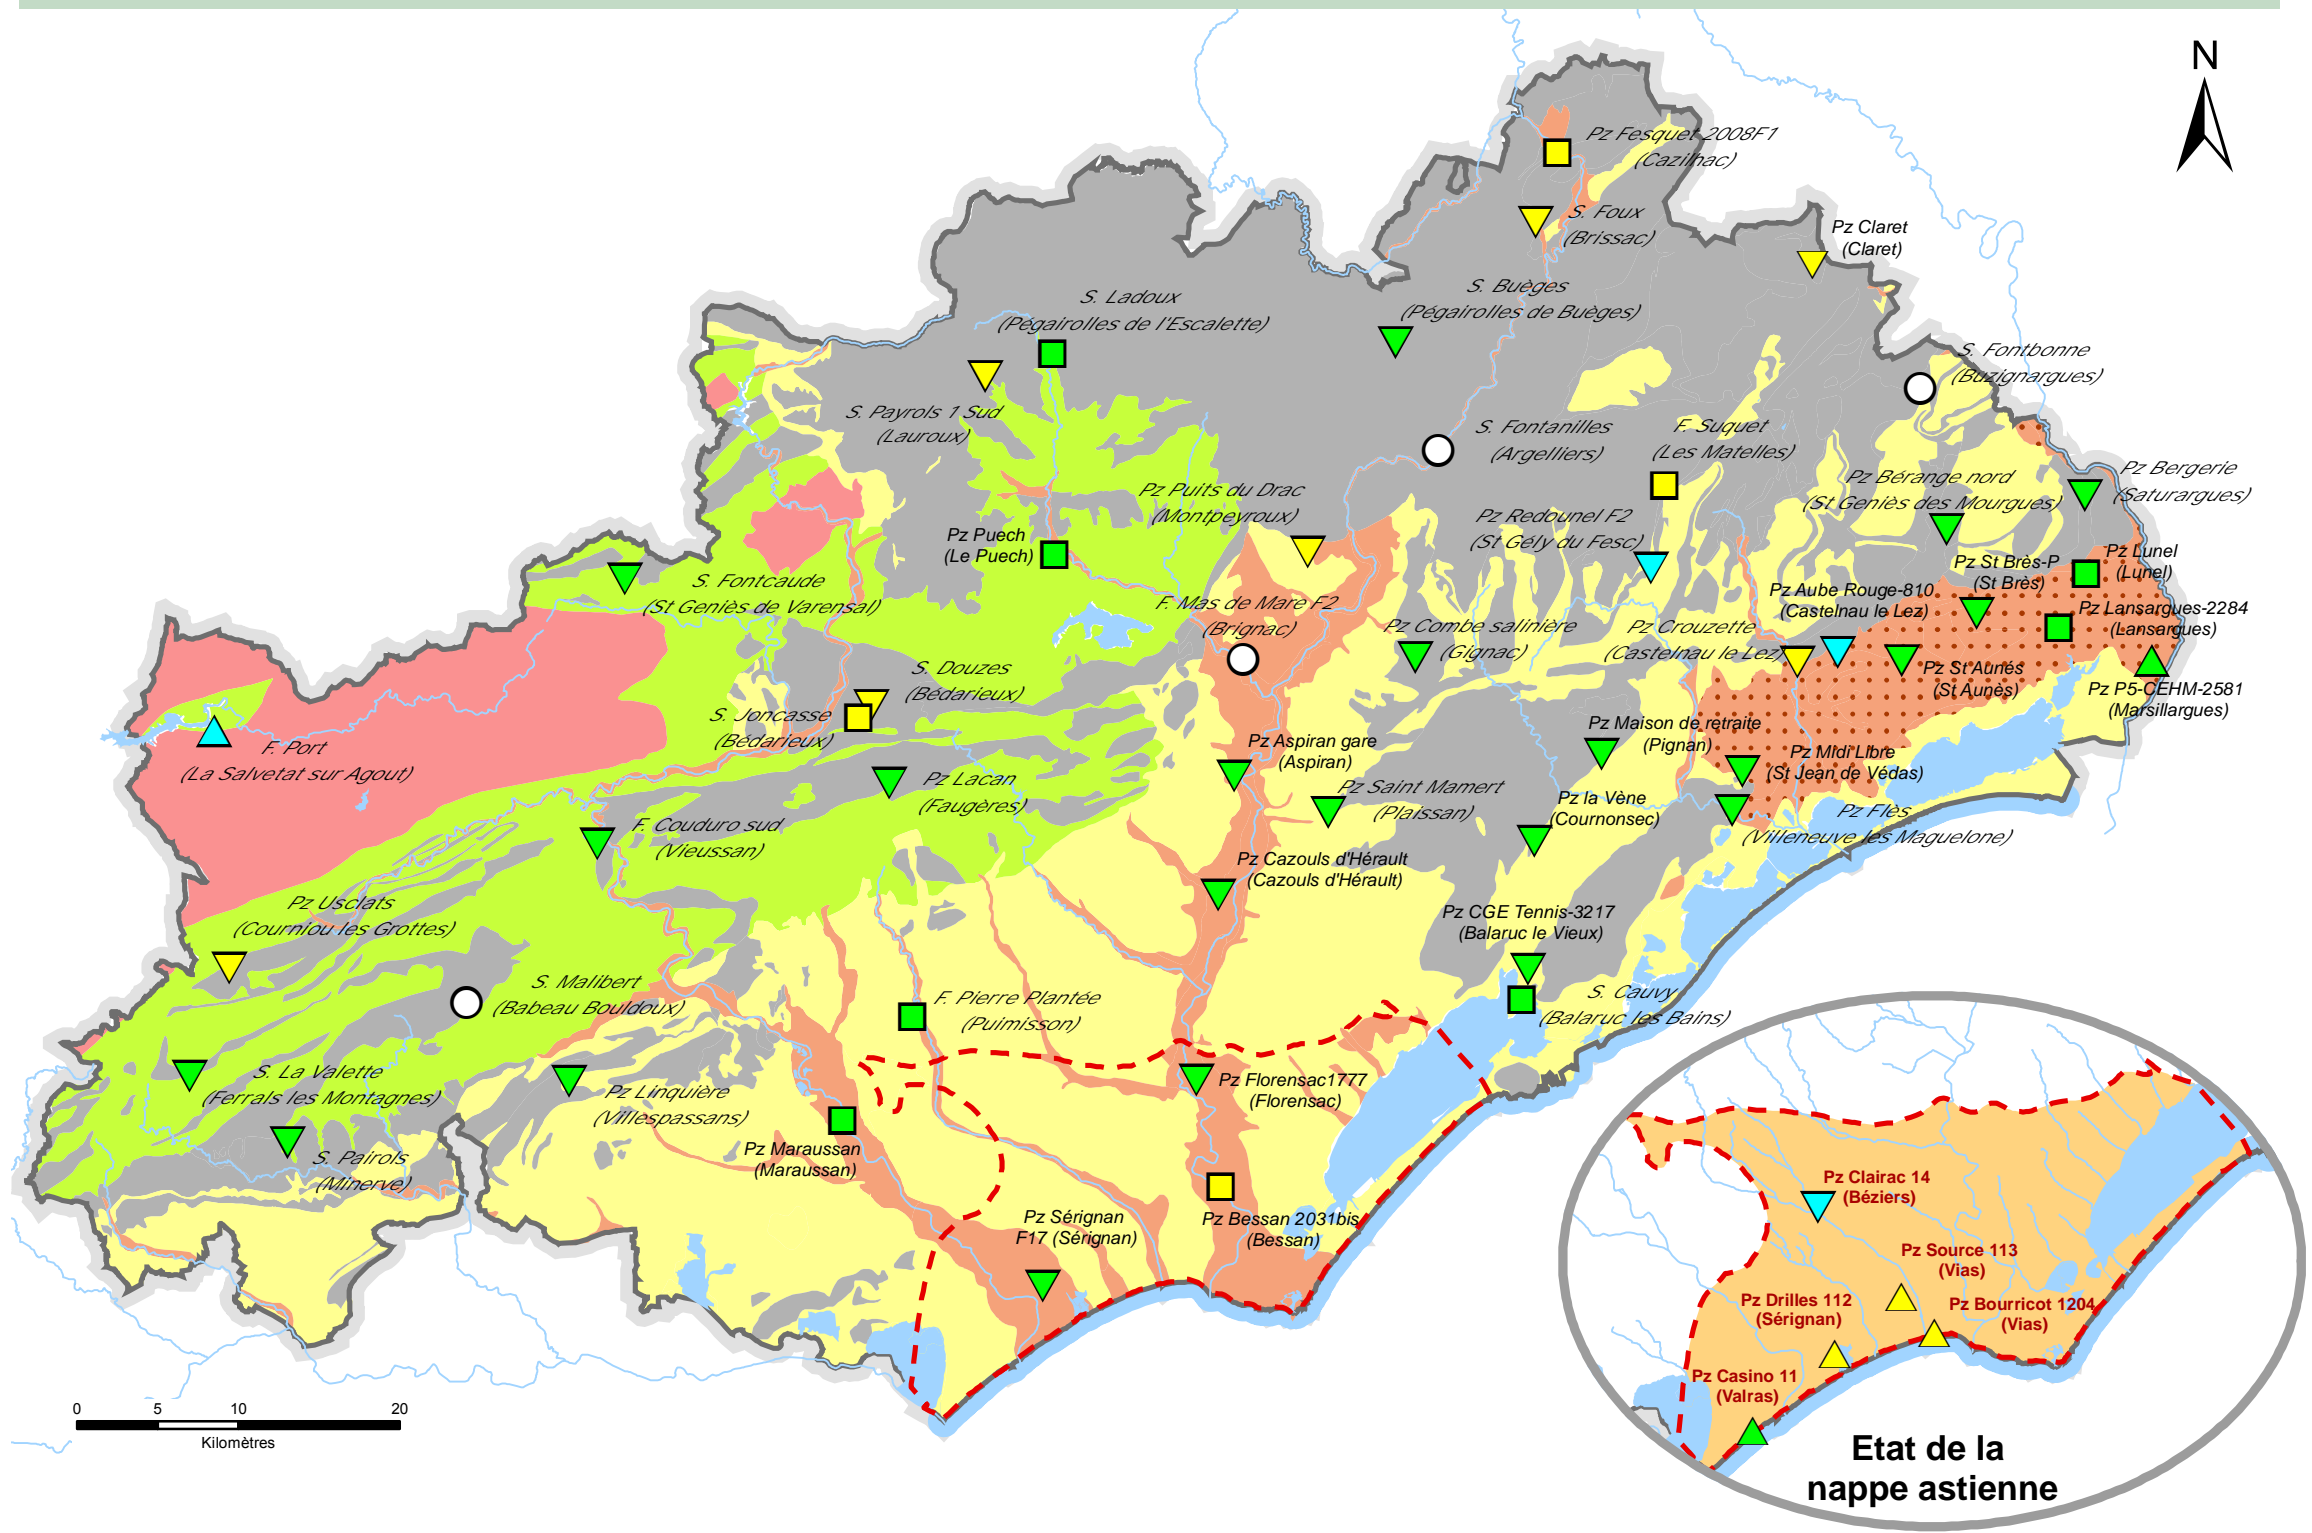 N
Pz Fesquet 2008F1
(Cazilhac)
S. Foux
(Brissac)
Pz Claret
(Claret)
S. Ladoux
(Pégairolles de l'Escalette)
S. Buèges
(Pégairolles de Buèges)
S. Fontbonne
(Buzignargues)
S. Payrols 1 Sud
(Lauroux)
S. Fontanilles
(Argelliers)
F. Suquet
(Les Matelles)
Pz Bérange nord
(St Geniès des Mourgues)
Pz Bergerie
(Saturargues)
Pz Puits du Drac
(Montpeyroux)
Pz Redounel F2
(St Gély du Fesc)
Pz Puech
(Le Puech)
Pz St Brès-P
(St Brès)
Pz Lunel
(Lunel)
S. Fontcaude
(St Geniès de Varensal)
Pz Aube Rouge-810
(Castelnau le Lez)
Pz Lansargues-2284
(Lansargues)
F. Mas de Mare F2
(Brignac)
Pz Combe salinière
(Gignac)
Pz Crouzette
(Castelnau le Lez)
Pz St Aunés
(St Aunès)
S. Douzes
(Bédarieux)
S. Joncasse
(Bédarieux)
Pz P5-CEHM-2581
(Marsillargues)
F. Port
(La Salvetat sur Agout)
Pz Aspiran gare
(Aspiran)
Pz Maison de retraite
(Pignan)
Pz Midi Libre
(St Jean de Védas)
Pz Lacan
(Faugères)
Pz Saint Mamert
(Plaissan)
Pz la Vène
(Cournonsec)
Pz Flès
(Villeneuve les Maguelone)
F. Couduro sud
(Vieussan)
Pz Cazouls d'Hérault
(Cazouls d'Hérault)
Pz Usclats
(Courniou les Grottes)
Pz CGE Tennis-3217
(Balaruc le Vieux)
S. Malibert
(Babeau Bouldoux)
F. Pierre Plantée
(Puimisson)
S. Cauvy
(Balaruc les Bains)
S. La Valette
(Ferrals les Montagnes)
Pz Linquière
(Villespassans)
Pz Florensac1777
(Florensac)
Pz Maraussan
(Maraussan)
S. Pairols
(Minerve)
Pz Sérignan
F17 (Sérignan)
Pz Bessan 2031bis
(Bessan)
Pz Clairac 14
(Béziers)
Pz Source 113
(Vias)
Pz Drilles 112
(Sérignan)
Pz Bourricot 1204
(Vias)
Pz Casino 11
(Valras)
0 5 10 20
Kilomètres
Etat de la
nappe astienne